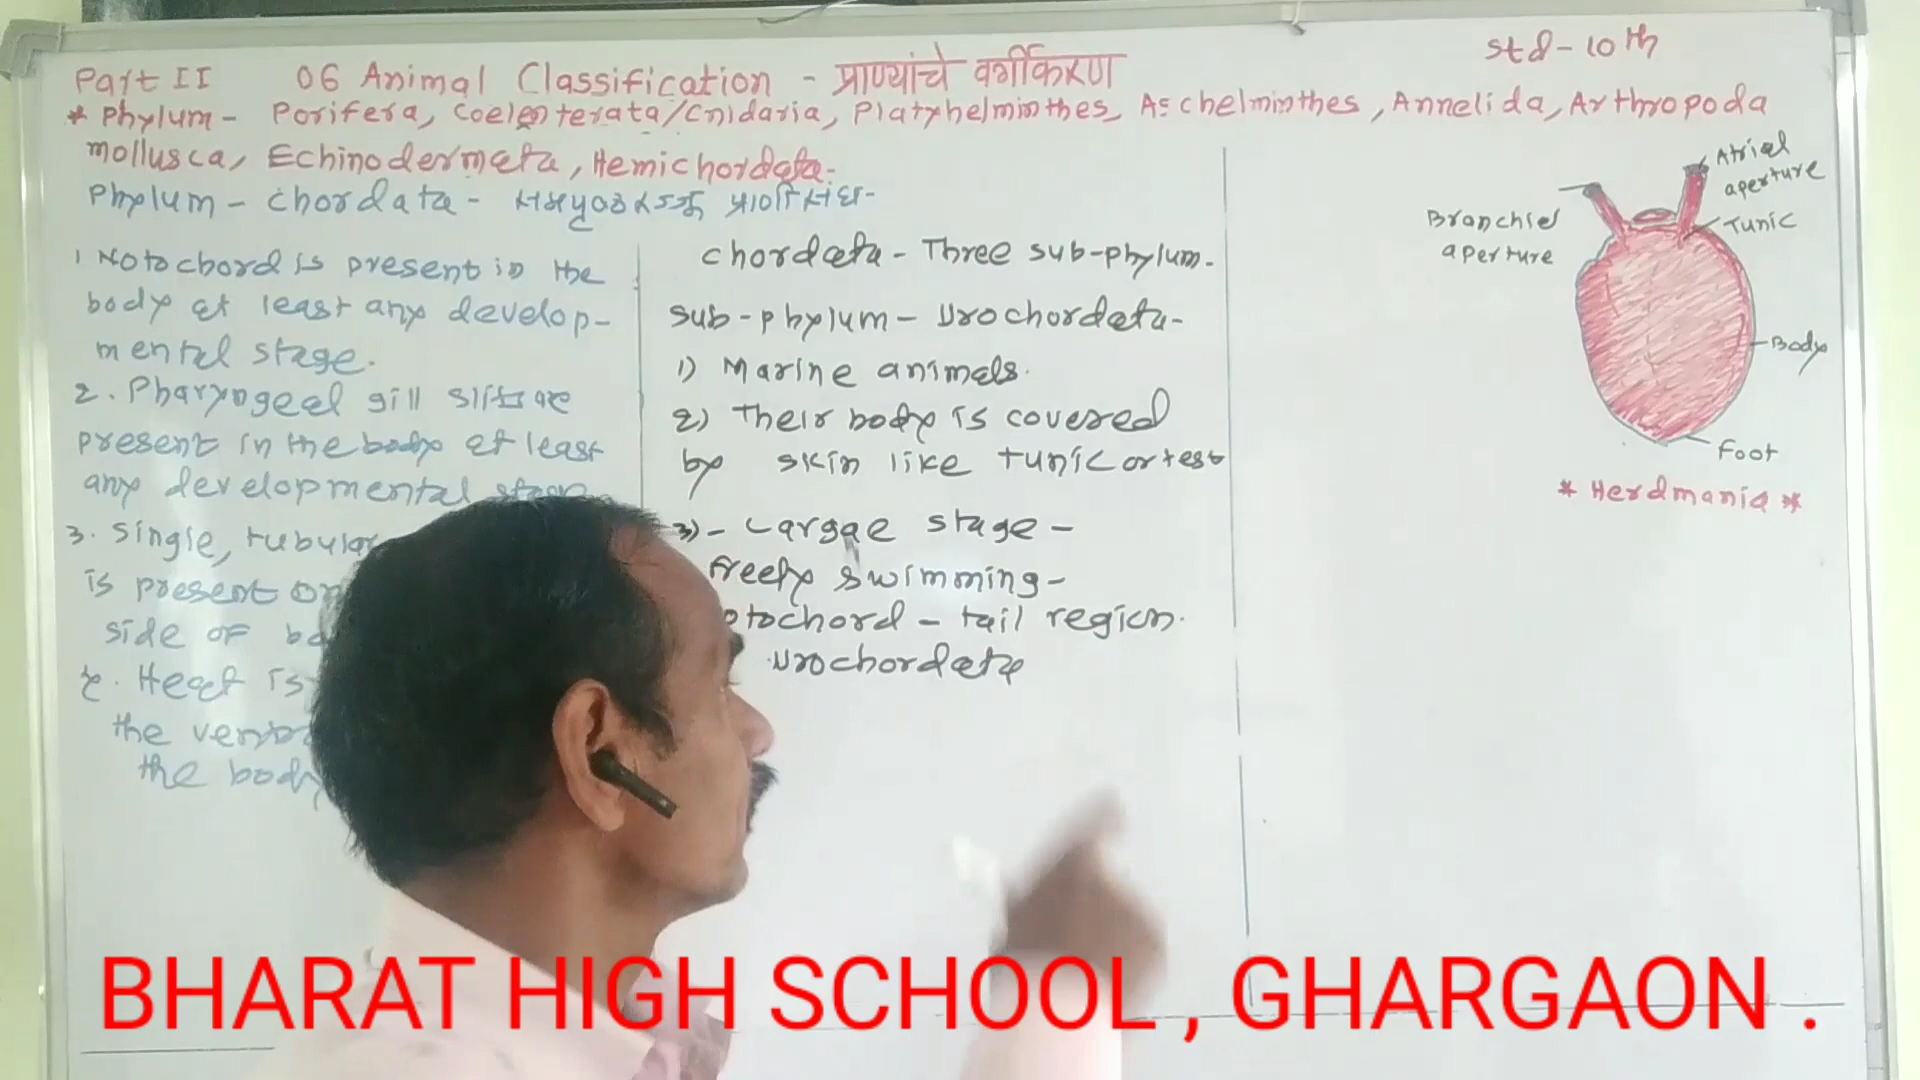 Part II 06 Animal Classification - प्राण्यांचे वर्गीकरण
std - 10th
* Phylum - Porifera, Coelenterata/Cnidaria, Platyhelminthes, Aschelminthes, Annelida, Arthropoda
Mollusca, Echinodermata, Hemichordata.
Phylum - Chordata -
1 Notochord is present in the
body at least any develop-
mental stage.
2. Pharyngeal gill slits are
present in the body at least
any developmental stage
3. Single, tubular
is present on
side of
4. Heart is
the
the body
Chordata - Three sub-phylum.
Sub-phylum - Urochordata -
1) Marine animals.
2) Their body is covered
by skin like tunic or test
3) - Largae stage -
freely swimming -
otochord - tail region.
Urochordata
Atrial
aperture
Branchial
aperture
Tunic
Body
Foot
* Herdmania *
BHARAT HIGH SCHOOL , GHARGAON .